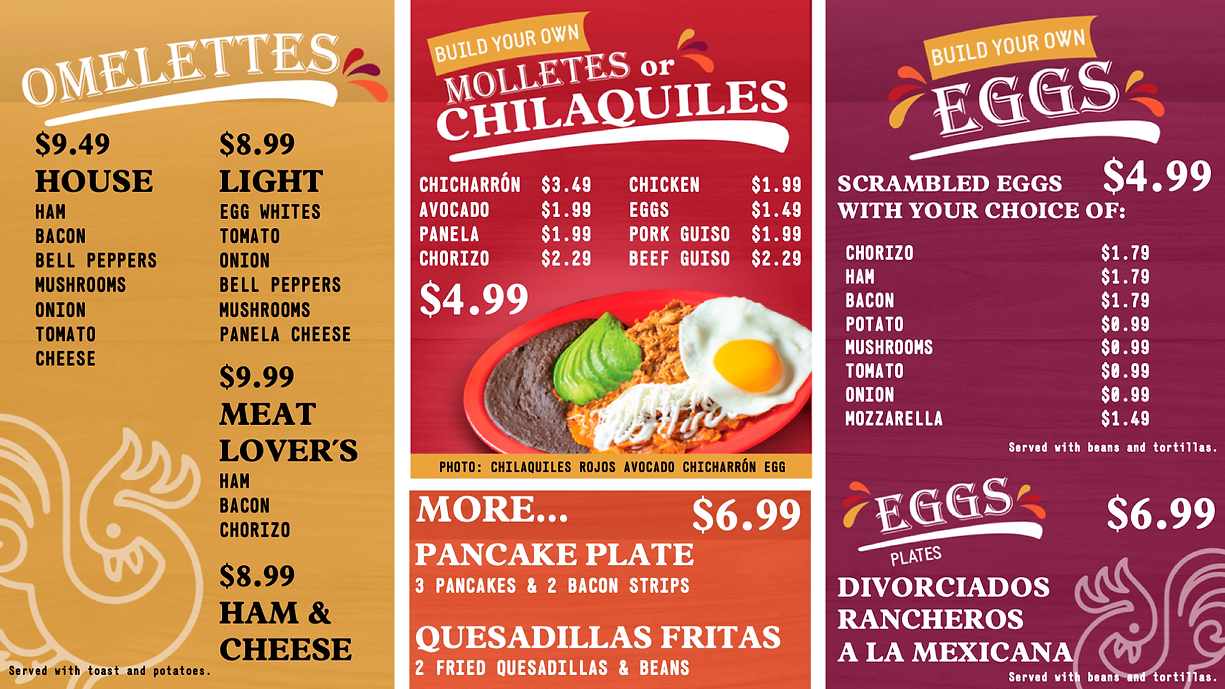 OMELETTES
$9.49
HOUSE
HAM
BACON
BELL PEPPERS
MUSHROOMS
ONION
TOMATO
CHEESE
$8.99
LIGHT
EGG WHITES
TOMATO
ONION
BELL PEPPERS
MUSHROOMS
PANELA CHEESE
$9.99
MEAT
LOVER´S
HAM
BACON
CHORIZO
$8.99
HAM &
CHEESE
Served with toast and potatoes.
BUILD YOUR OWN
MOLLETES or
CHILAQUILES
CHICHARRÓN $3.49
AVOCADO $1.99
PANELA $1.99
CHORIZO $2.29
CHICKEN $1.99
EGGS $1.49
PORK GUISO $1.99
BEEF GUISO $2.29
$4.99
PHOTO: CHILAQUILES ROJOS AVOCADO CHICHARRÓN EGG
MORE... $6.99
PANCAKE PLATE
3 PANCAKES & 2 BACON STRIPS
QUESADILLAS FRITAS
2 FRIED QUESADILLAS & BEANS
BUILD YOUR OWN
EGGS
SCRAMBLED EGGS $4.99
WITH YOUR CHOICE OF:
CHORIZO $1.79
HAM $1.79
BACON $1.79
POTATO $0.99
MUSHROOMS $0.99
TOMATO $0.99
ONION $0.99
MOZZARELLA $1.49
Served with beans and tortillas.
EGGS $6.99
PLATES
DIVORCIADOS
RANCHEROS
A LA MEXICANA
Served with beans and tortillas.